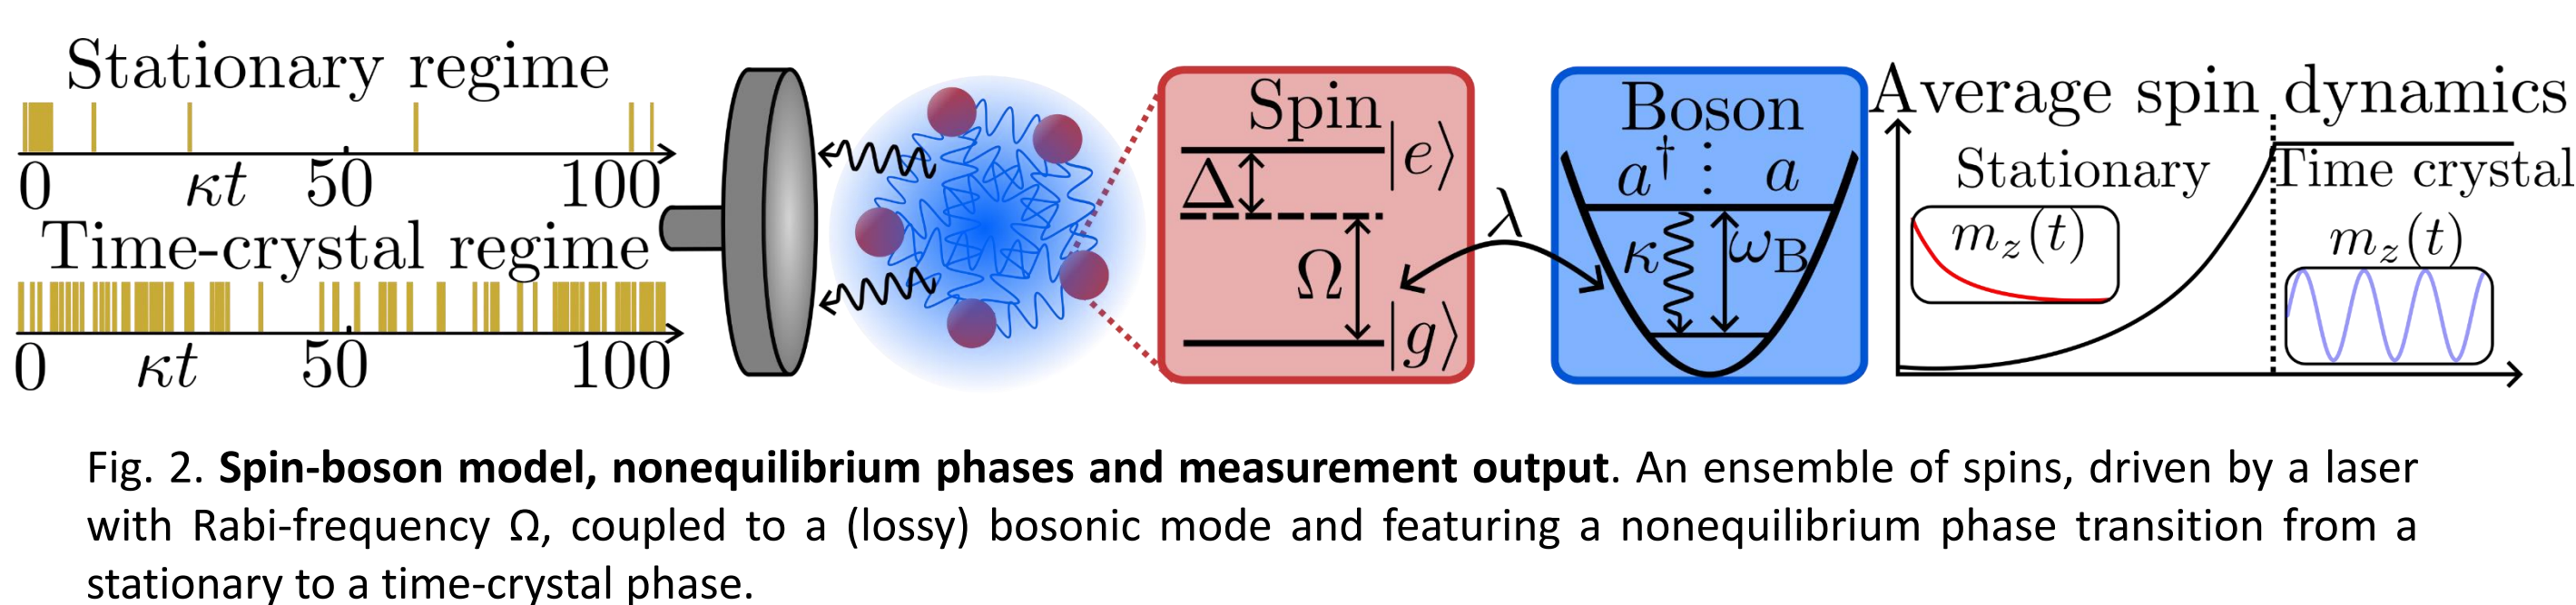 Stationary regime
0 κt 50 100
Time-crystal regime
0 κt 50 100
Spin
|e⟩
Δ
Ω
|g⟩
λ
Boson
a† ⋮ a
κ ω_B
Average spin dynamics
Stationary
m_z(t)
Time crystal
m_z(t)
Fig. 2. Spin-boson model, nonequilibrium phases and measurement output. An ensemble of spins, driven by a laser
with Rabi-frequency Ω, coupled to a (lossy) bosonic mode and featuring a nonequilibrium phase transition from a
stationary to a time-crystal phase.